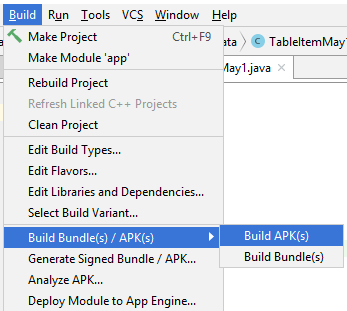 Build Run Tools VCS Window Help
Make Project Ctrl+F9
ata TableItemMay1
Make Module 'app'
May1.java
Rebuild Project
Refresh Linked C++ Projects
Clean Project
Edit Build Types...
Edit Flavors...
Edit Libraries and Dependencies...
Select Build Variant...
Build Bundle(s) / APK(s)
Build APK(s)
Generate Signed Bundle / APK...
Build Bundle(s)
Analyze APK...
Deploy Module to App Engine...